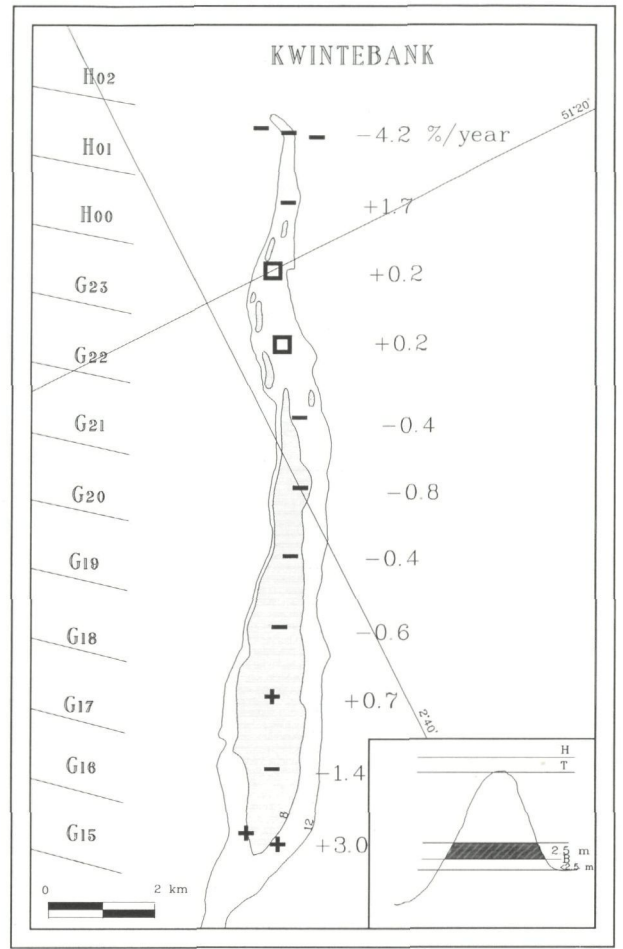 KWINTEBANK
H02
51°20'
H01 -4.2 %/year
H00 +1.7
G23 +0.2
G22 +0.2
G21 -0.4
G20 -0.8
G19 -0.4
G18 -0.6
G17 +0.7
2°40'
G16 -1.4
G15 +3.0
8
12
H
T
2.5 m
B
2.5 m
0 2 km